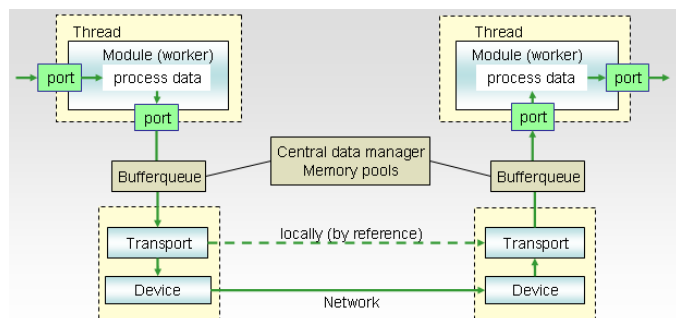 Thread
Module (worker)
port
process data
port
Bufferqueue
Transport
Device
Central data manager
Memory pools
locally (by reference)
Network
Thread
Module (worker)
process data
port
port
Bufferqueue
Transport
Device